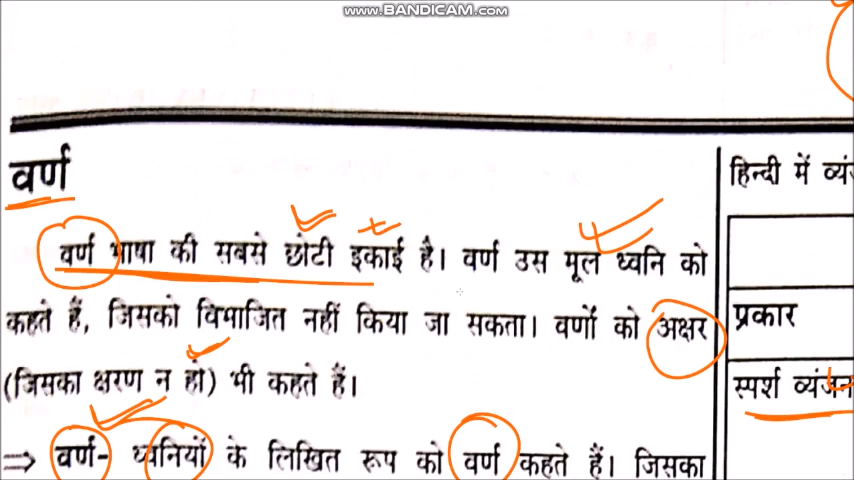 WWW.BANDICAM.COM
वर्ण
वर्ण भाषा की सबसे छोटी इकाई है। वर्ण उस मूल ध्वनि को
कहते हैं, जिसको विभाजित नहीं किया जा सकता। वर्णों को अक्षर
(जिसका क्षरण न हो) भी कहते हैं।
⇒ वर्ण- ध्वनियों के लिखित रूप को वर्ण कहते हैं। जिसका
हिन्दी में
प्रकार
स्पर्श व्यंजन